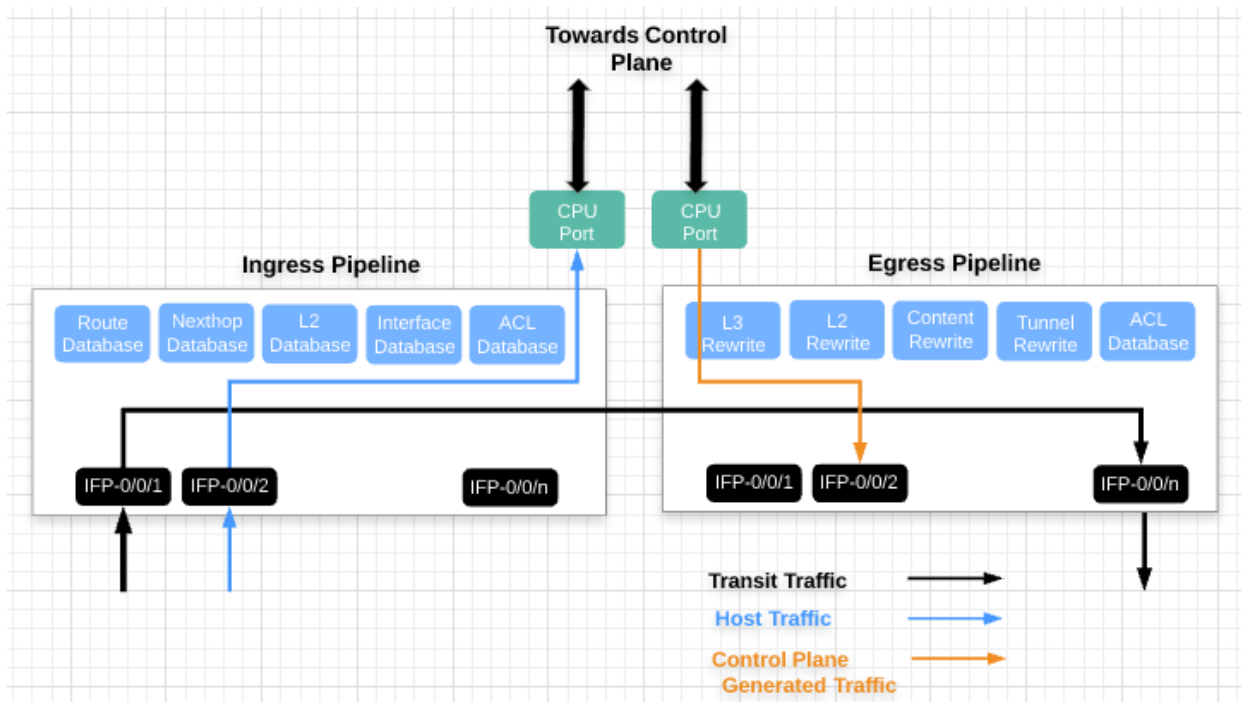 Towards Control
Plane
CPU
Port
CPU
Port
Ingress Pipeline
Egress Pipeline
Route
Database
Nexthop
Database
L2
Database
Interface
Database
ACL
Database
L3
Rewrite
L2
Rewrite
Content
Rewrite
Tunnel
Rewrite
ACL
Database
IFP-0/0/1
IFP-0/0/2
IFP-0/0/n
IFP-0/0/1
IFP-0/0/2
IFP-0/0/n
Transit Traffic
Host Traffic
Control Plane
Generated Traffic